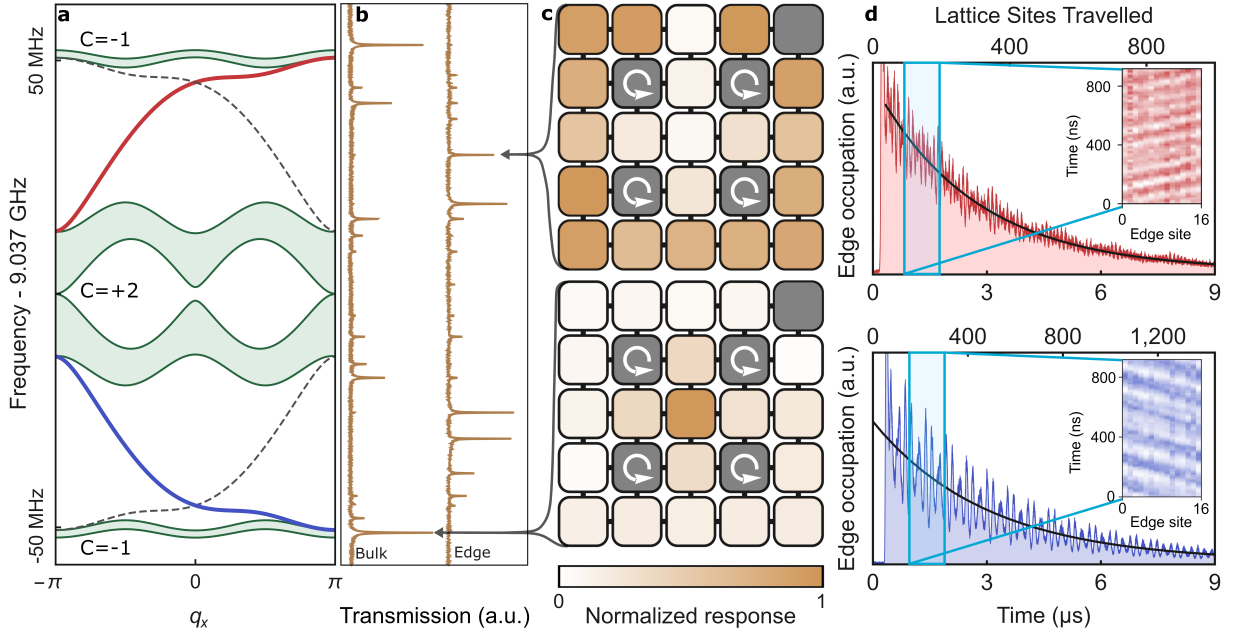 a
C=-1
C=+2
C=-1
50 MHz
-50 MHz
Frequency - 9.037 GHz
−π
0
π
qx
b
Bulk
Edge
Transmission (a.u.)
c
0
1
Normalized response
d
Lattice Sites Travelled
0
400
800
Edge occupation (a.u.)
800
400
0
Time (ns)
0
16
Edge site
0
3
6
9
0
400
800
1,200
Edge occupation (a.u.)
800
400
0
Time (ns)
0
16
Edge site
0
3
6
9
Time (μs)